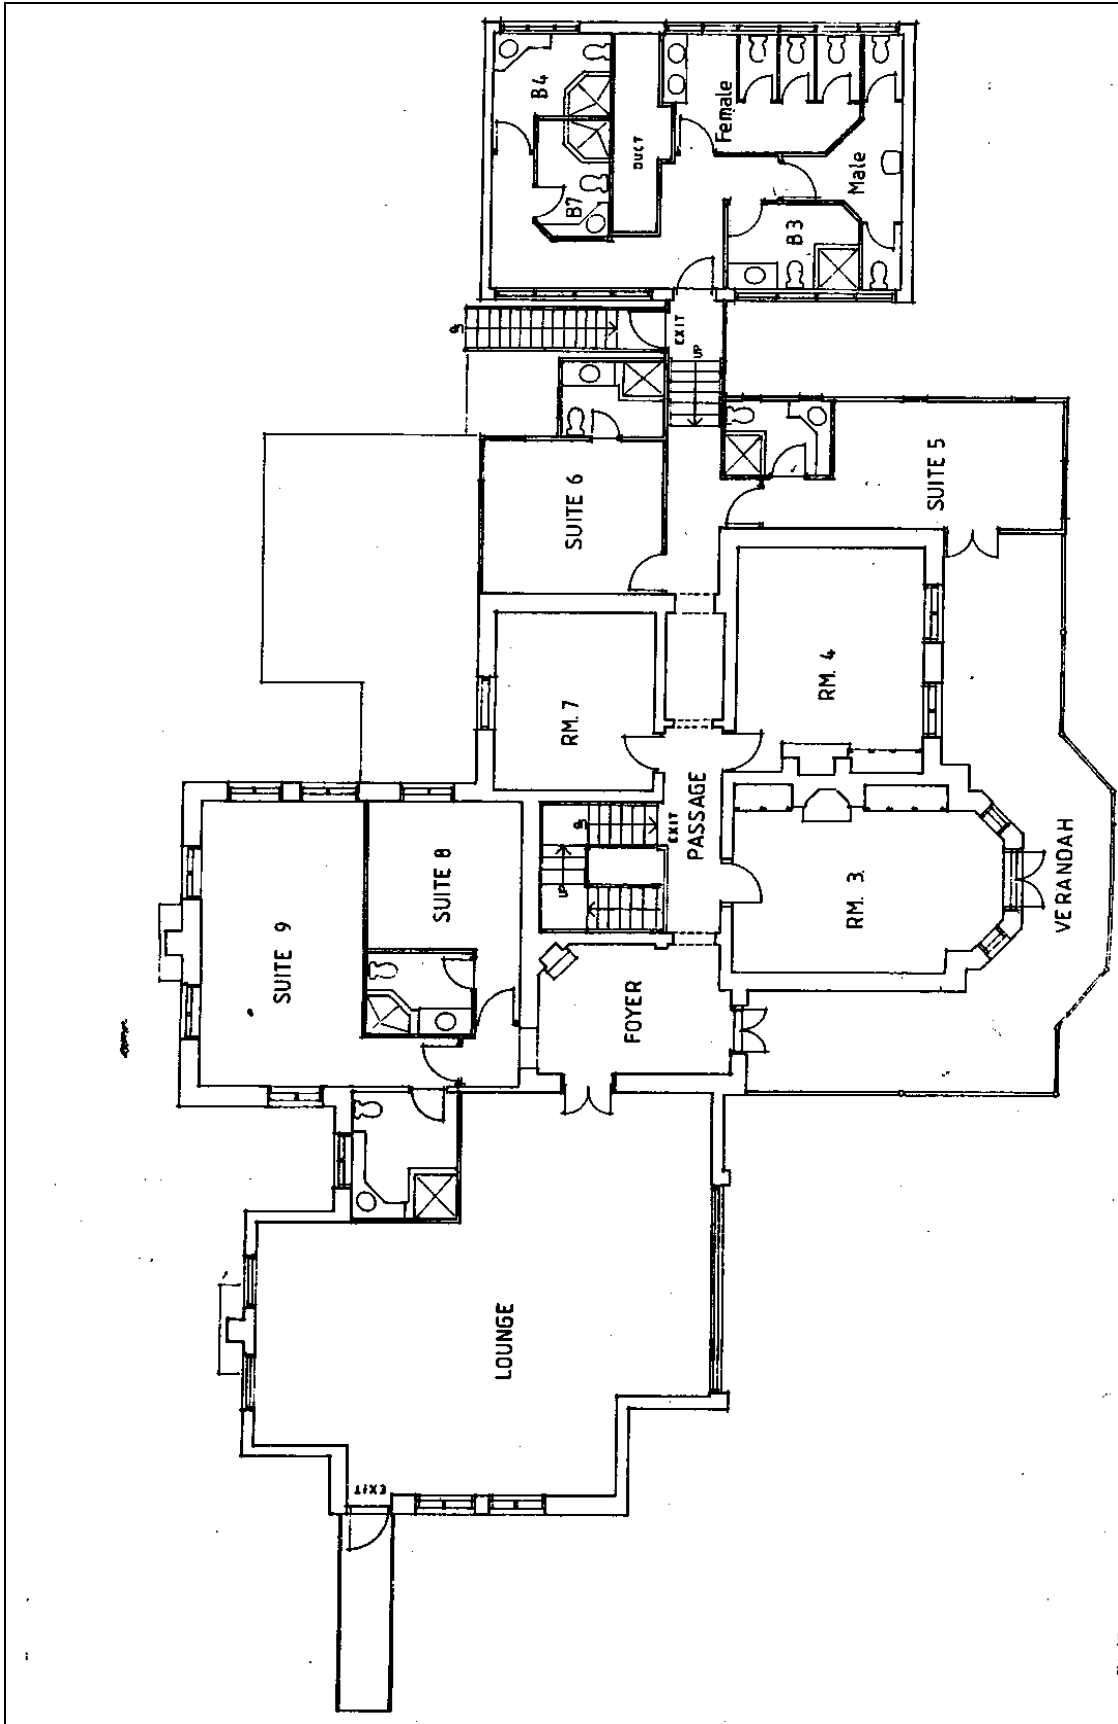 B4
B7
DUCT
Female
Male
B3
EXIT
UP
SUITE 6
SUITE 5
RM. 7
RM. 4
SUITE 9
SUITE 8
UP
EXIT
PASSAGE
RM. 3.
VERANDAH
FOYER
LOUNGE
EXIT